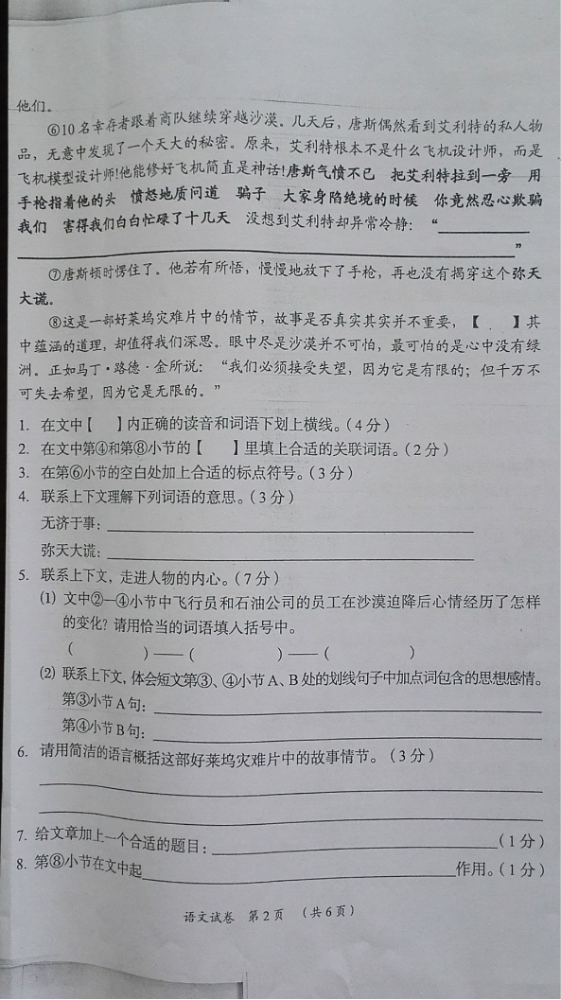 他们。
⑥10名幸存者跟着商队继续穿越沙漠。几天后，唐斯偶然看到艾利特的私人物
品，无意中发现了一个天大的秘密。原来，艾利特根本不是什么飞机设计师，而是
飞机模型设计师!他能修好飞机简直是神话!唐斯气愤不已　把艾利特拉到一旁　用
手枪指着他的头　愤怒地质问道　骗子　大家身陷绝境的时候　你竟然忍心欺骗
我们　害得我们白白忙碌了十几天　没想到艾利特却异常冷静：“____________
____________”
⑦唐斯顿时愣住了。他若有所悟，慢慢地放下了手枪，再也没有揭穿这个弥天
大谎。
⑧这是一部好莱坞灾难片中的情节，故事是否真实其实并不重要，【　　】其
中蕴涵的道理，却值得我们深思。眼中尽是沙漠并不可怕，最可怕的是心中没有绿
洲。正如马丁·路德·金所说：“我们必须接受失望，因为它是有限的；但千万不
可失去希望，因为它是无限的。”
1. 在文中【　】内正确的读音和词语下划上横线。(4分)
2. 在文中第④和第⑧小节的【　】里填上合适的关联词语。(2分)
3. 在第⑥小节的空白处加上合适的标点符号。(3分)
4. 联系上下文理解下列词语的意思。(3分)
无济于事：____________
弥天大谎：____________
5. 联系上下文，走进人物的内心。(7分)
(1) 文中②—④小节中飞行员和石油公司的员工在沙漠迫降后心情经历了怎样
的变化？请用恰当的词语填入括号中。
(　　　)——(　　　)——(　　　)
(2) 联系上下文，体会短文第③、④小节A、B处的划线句子中加点词包含的思想感情。
第③小节A句：____________
第④小节B句：____________
6. 请用简洁的语言概括这部好莱坞灾难片中的故事情节。(3分)
7. 给文章加上一个合适的题目：____________(1分)
8. 第⑧小节在文中起____________作用。(1分)
语文试卷　第2页　(共6页)